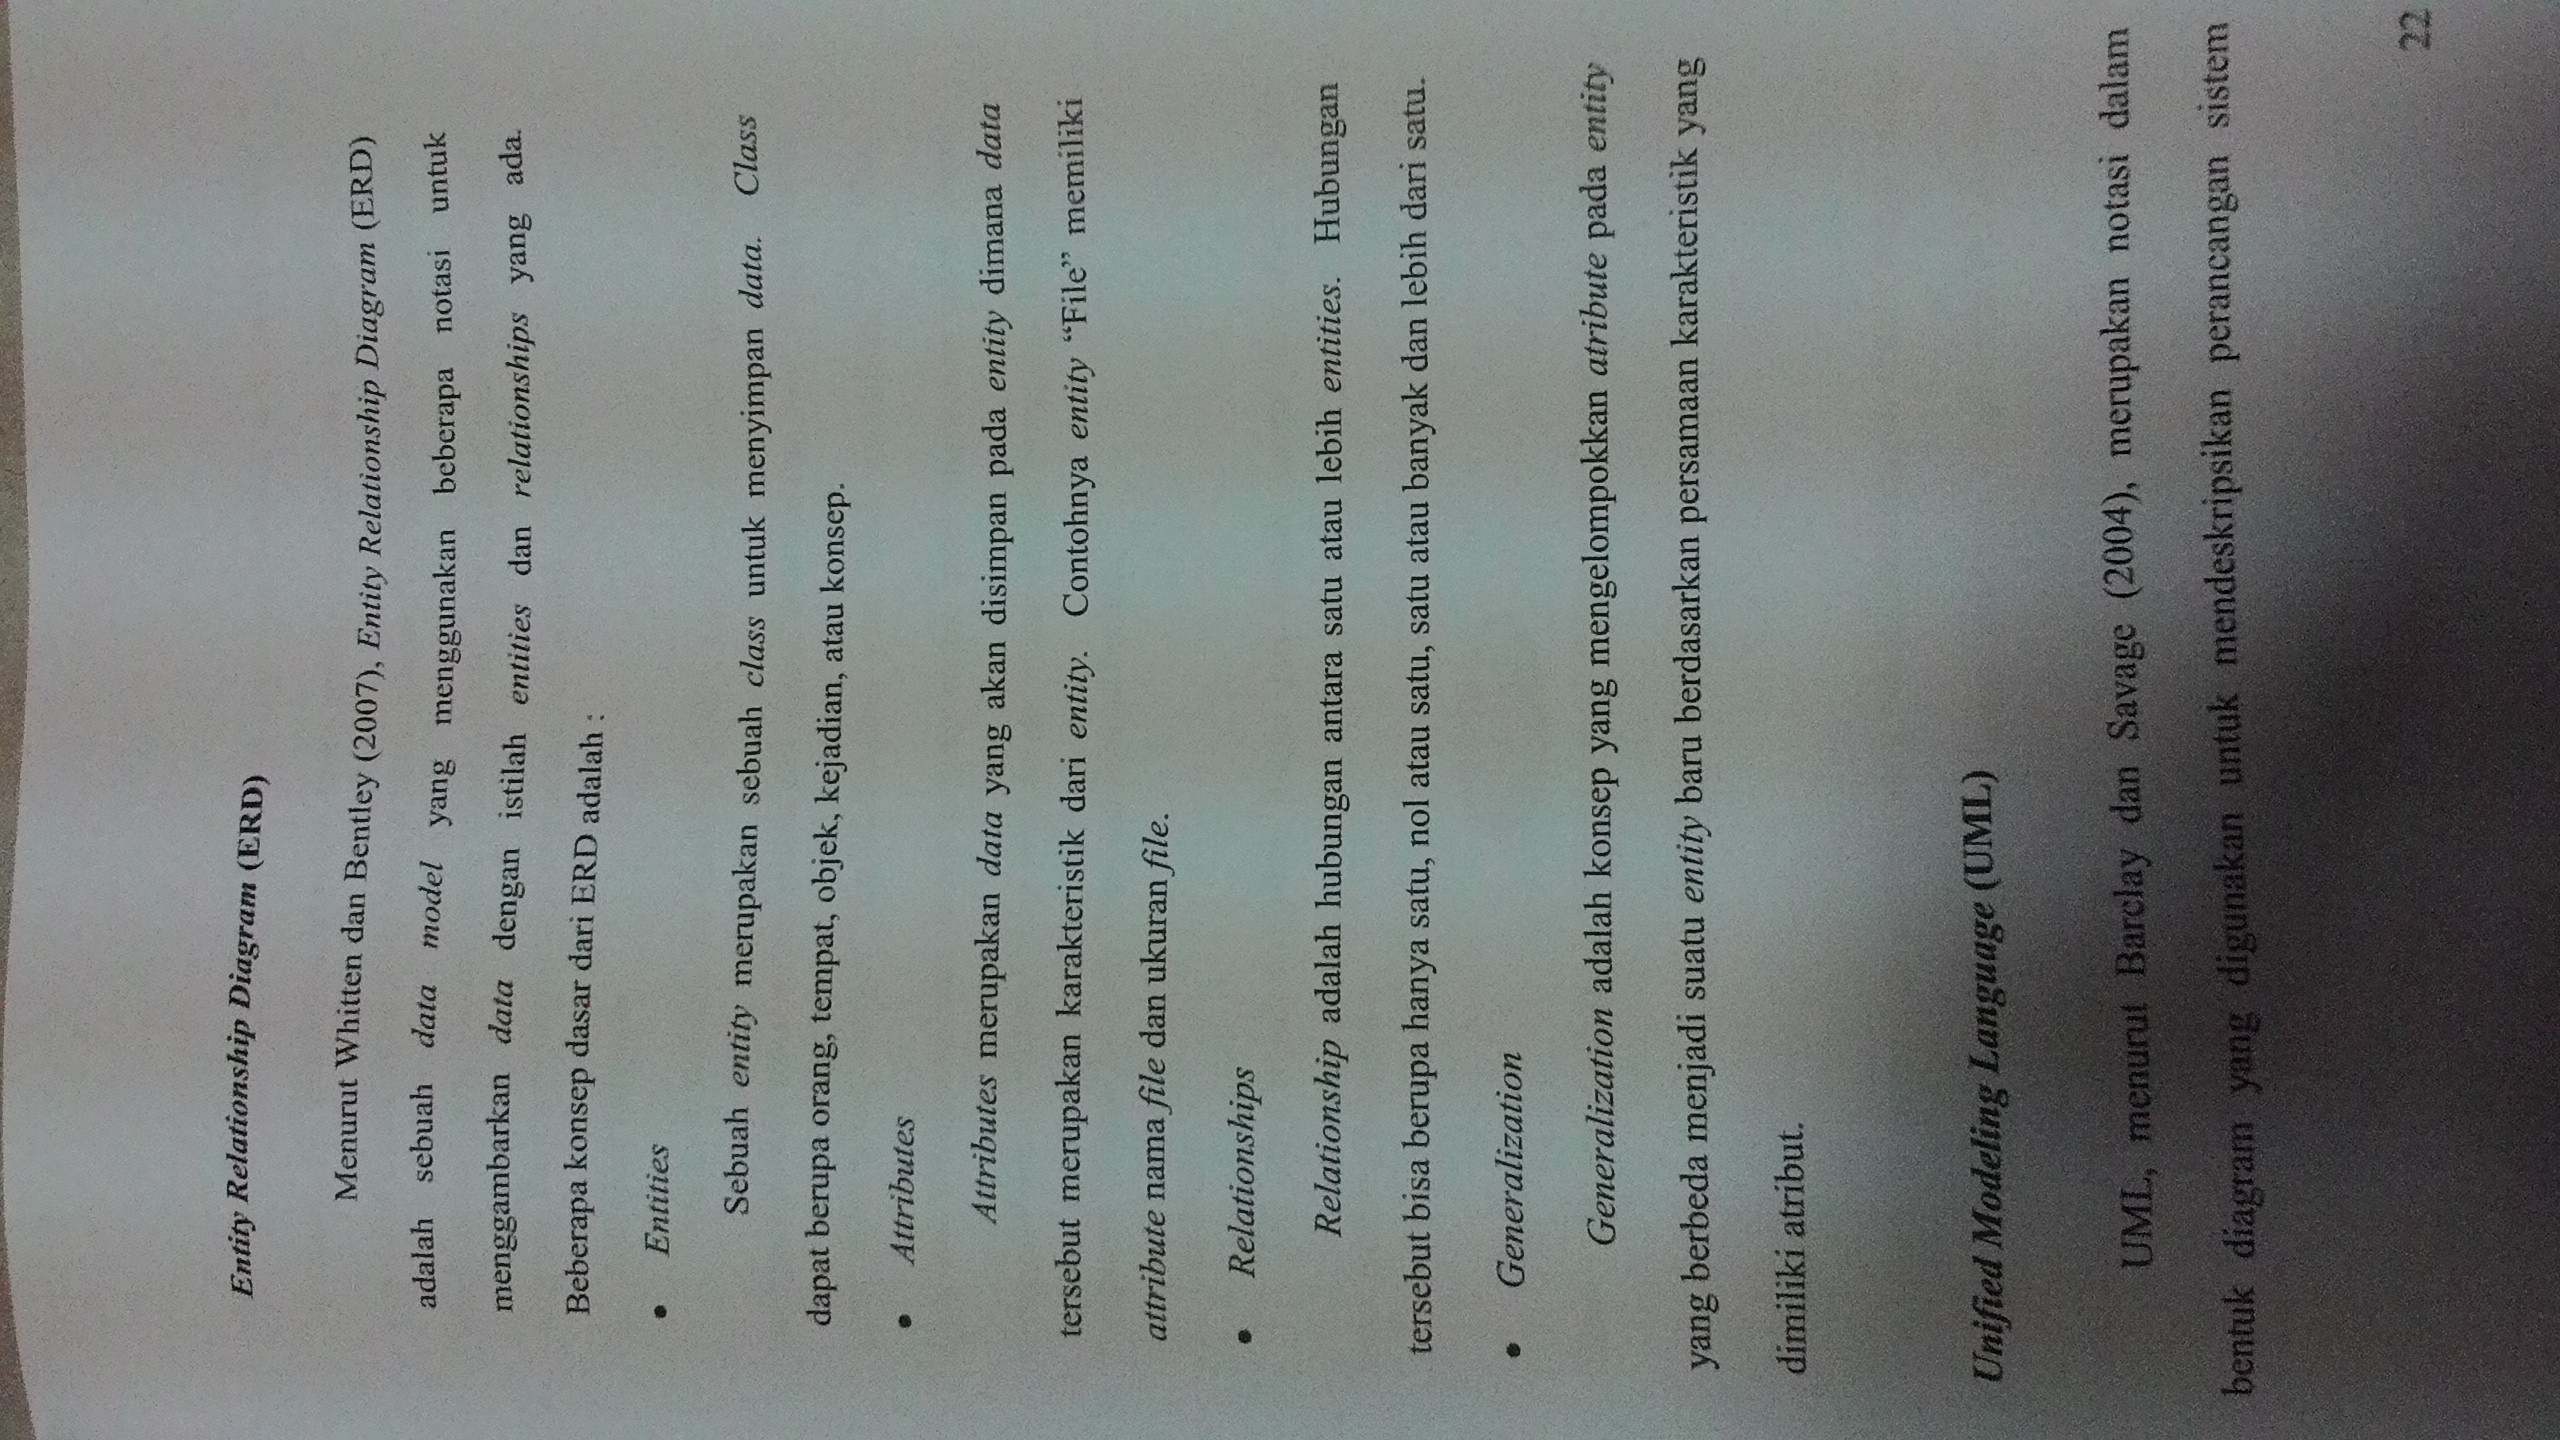 Entity Relationship Diagram (ERD)
Menurut Whitten dan Bentley (2007), Entity Relationship Diagram (ERD)
adalah sebuah data model yang menggunakan beberapa notasi untuk
menggambarkan data dengan istilah entities dan relationships yang ada.
Beberapa konsep dasar dari ERD adalah :
• Entities
Sebuah entity merupakan sebuah class untuk menyimpan data. Class
dapat berupa orang, tempat, objek, kejadian, atau konsep.
• Attributes
Attributes merupakan data yang akan disimpan pada entity dimana data
tersebut merupakan karakteristik dari entity. Contohnya entity “File” memiliki
attribute nama file dan ukuran file.
• Relationships
Relationship adalah hubungan antara satu atau lebih entities. Hubungan
tersebut bisa berupa hanya satu, nol atau satu, satu atau banyak dan lebih dari satu.
• Generalization
Generalization adalah konsep yang mengelompokkan atribute pada entity
yang berbeda menjadi suatu entity baru berdasarkan persamaan karakteristik yang
dimiliki atribut.
Unified Modeling Language (UML)
UML, menurut Barclay dan Savage (2004), merupakan notasi dalam
bentuk diagram yang digunakan untuk mendeskripsikan perancangan sistem
22